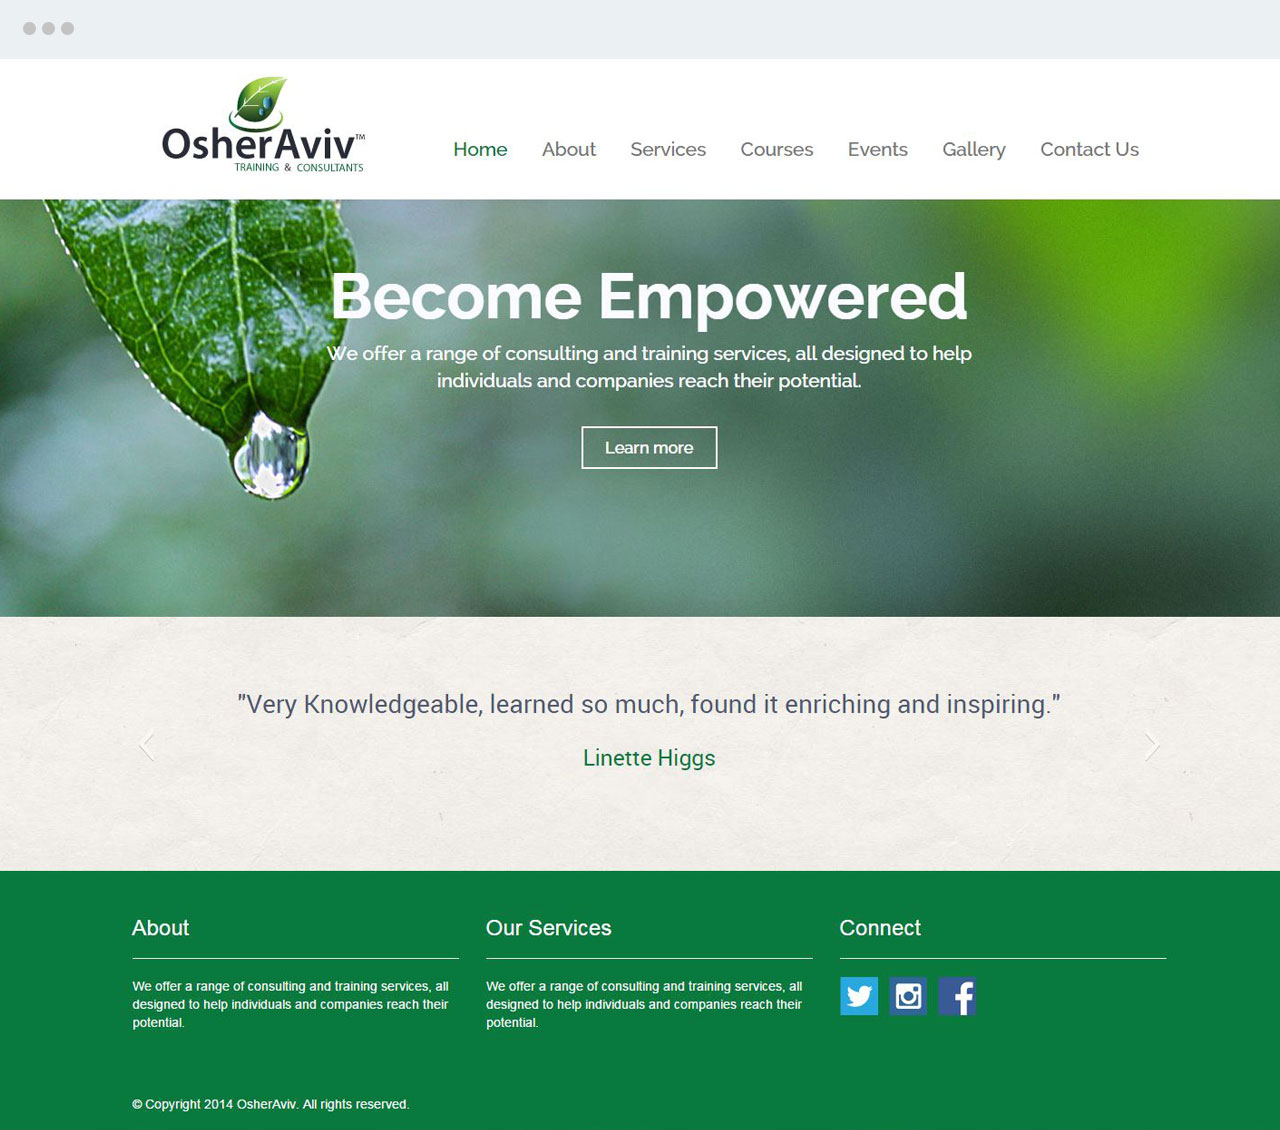 OsherAviv™
TRAINING & CONSULTANTS
Home About Services Courses Events Gallery Contact Us
Become Empowered
We offer a range of consulting and training services, all designed to help
individuals and companies reach their potential.
Learn more
"Very Knowledgeable, learned so much, found it enriching and inspiring."
Linette Higgs
About
We offer a range of consulting and training services, all
designed to help individuals and companies reach their
potential.
Our Services
We offer a range of consulting and training services, all
designed to help individuals and companies reach their
potential.
Connect
© Copyright 2014 OsherAviv. All rights reserved.